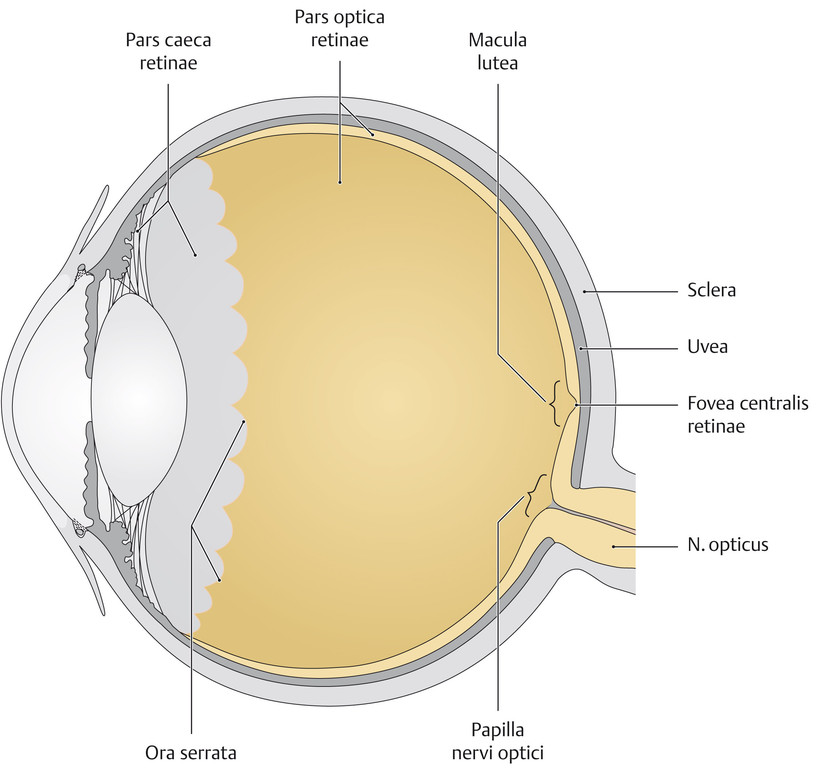 Pars caeca
retinae
Pars optica
retinae
Macula
lutea
Sclera
Uvea
Fovea centralis
retinae
N. opticus
Papilla
nervi optici
Ora serrata